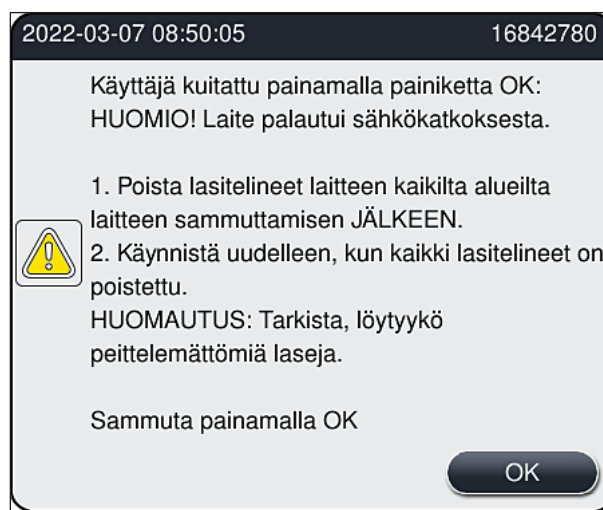 2022-03-07 08:50:05 16842780
Käyttäjä kuitattu painamalla painiketta OK:
HUOMIO! Laite palautui sähkökatkoksesta.
1. Poista lasitelineet laitteen kaikilta alueilta
laitteen sammuttamisen JÄLKEEN.
2. Käynnistä uudelleen, kun kaikki lasitelineet on
poistettu.
HUOMAUTUS: Tarkista, löytyykö
peittelemättömiä laseja.
Sammuta painamalla OK
OK